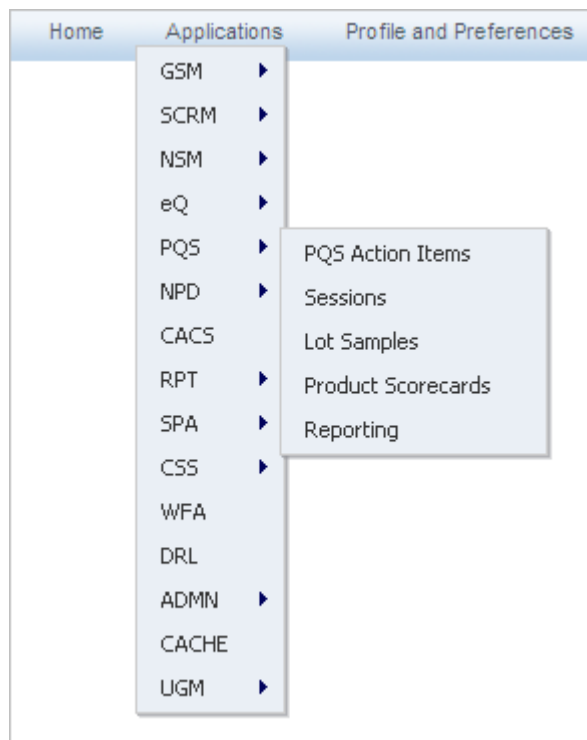 Home Applications Profile and Preferences
GSM
SCRM
NSM
eQ
PQS
NPD
CACS
RPT
SPA
CSS
WFA
DRL
ADMN
CACHE
UGM
PQS Action Items
Sessions
Lot Samples
Product Scorecards
Reporting